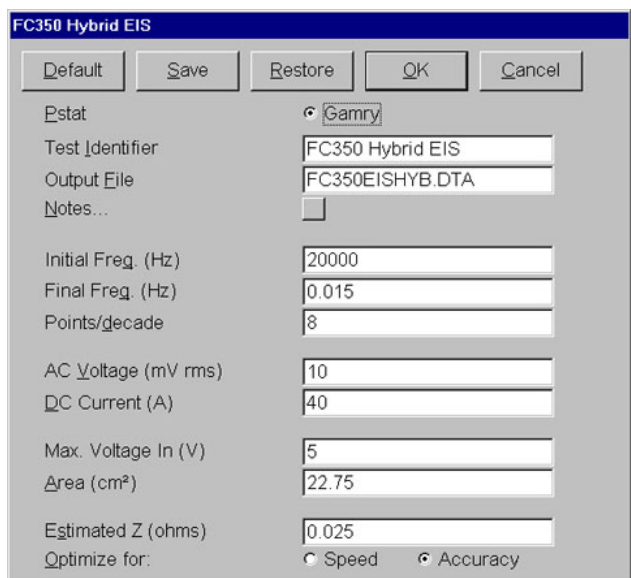 FC350 Hybrid EIS
Default Save Restore OK Cancel
Pstat Gamry
Test Identifier FC350 Hybrid EIS
Output File FC350EISHYB.DTA
Notes...
Initial Freq. (Hz) 20000
Final Freq. (Hz) 0.015
Points/decade 8
AC Voltage (mV rms) 10
DC Current (A) 40
Max. Voltage In (V) 5
Area (cm²) 22.75
Estimated Z (ohms) 0.025
Optimize for: Speed Accuracy